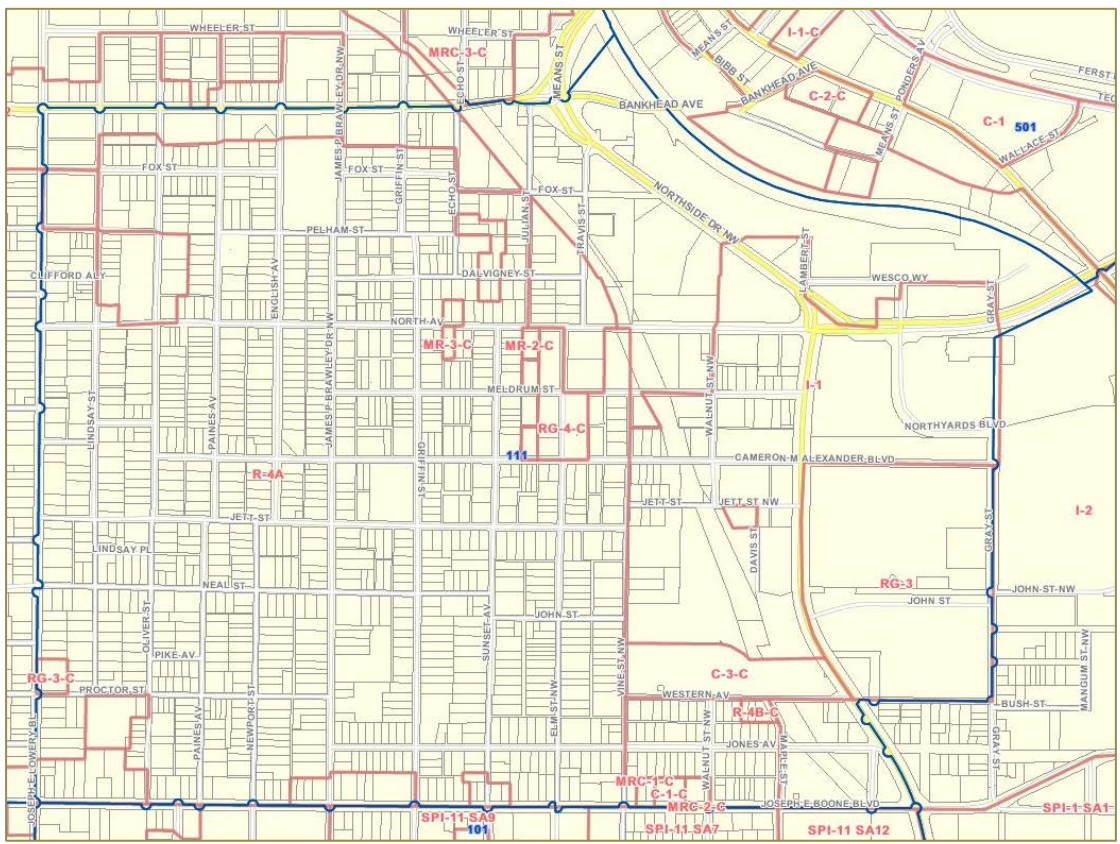 WHEELER ST
WHEELER ST
MRC-3-C
I-1-C
MEANS ST
BIBB ST
BANKHEAD AVE
PONDERS AV
FERST
TEC
ECHO ST
MEANS ST
BANKHEAD AVE
C-2-C
MEANS ST
C-1
501
WALLACE ST
JAMES P BRAWLEY DR NW
FOX ST
GRIFFIN ST
FOX ST
ECHO ST
FOX ST
JULIAN ST
TRAVIS ST
NORTHSIDE DR NW
PELHAM ST
CLIFFORD ALY
ENGLISH AV
DALVIGNEY ST
LAMBERT ST
WESCO WY
GRAY ST
NORTH AV
MR-3-C
MR-2-C
JAMES P BRAWLEY DR NW
MELDRUM ST
WALNUT ST NW
I-1
LINDSAY ST
PAINES AV
RG-4-C
NORTHYARDS BLVD
GRIFFIN ST
111
CAMERON M ALEXANDER BLVD
R-4A
JETT ST
JETT ST
JETT ST NW
GRAY ST
I-2
LINDSAY PL
DAVIS ST
NEAL ST
RG-3
JOHN ST NW
JOHN ST
JOHN ST
OLIVER ST
SUNSET AV
PIKE AV
RG-3-C
PROCTOR ST
C-3-C
VINE ST NW
MANGUM ST NW
WESTERN AV
R-4B-C
BUSH ST
PAINES AV
NEWPORT ST
ELM ST NW
WALNUT ST NW
MAPLE ST
JONES AV
GRAY ST
JOSEPH E LOWERY BL
MRC-1-C
C-1-C
MRC-2-C
JOSEPH E BOONE BLVD
SPI-11 SA9
101
SPI-11 SA7
SPI-11 SA12
SPI-1 SA1